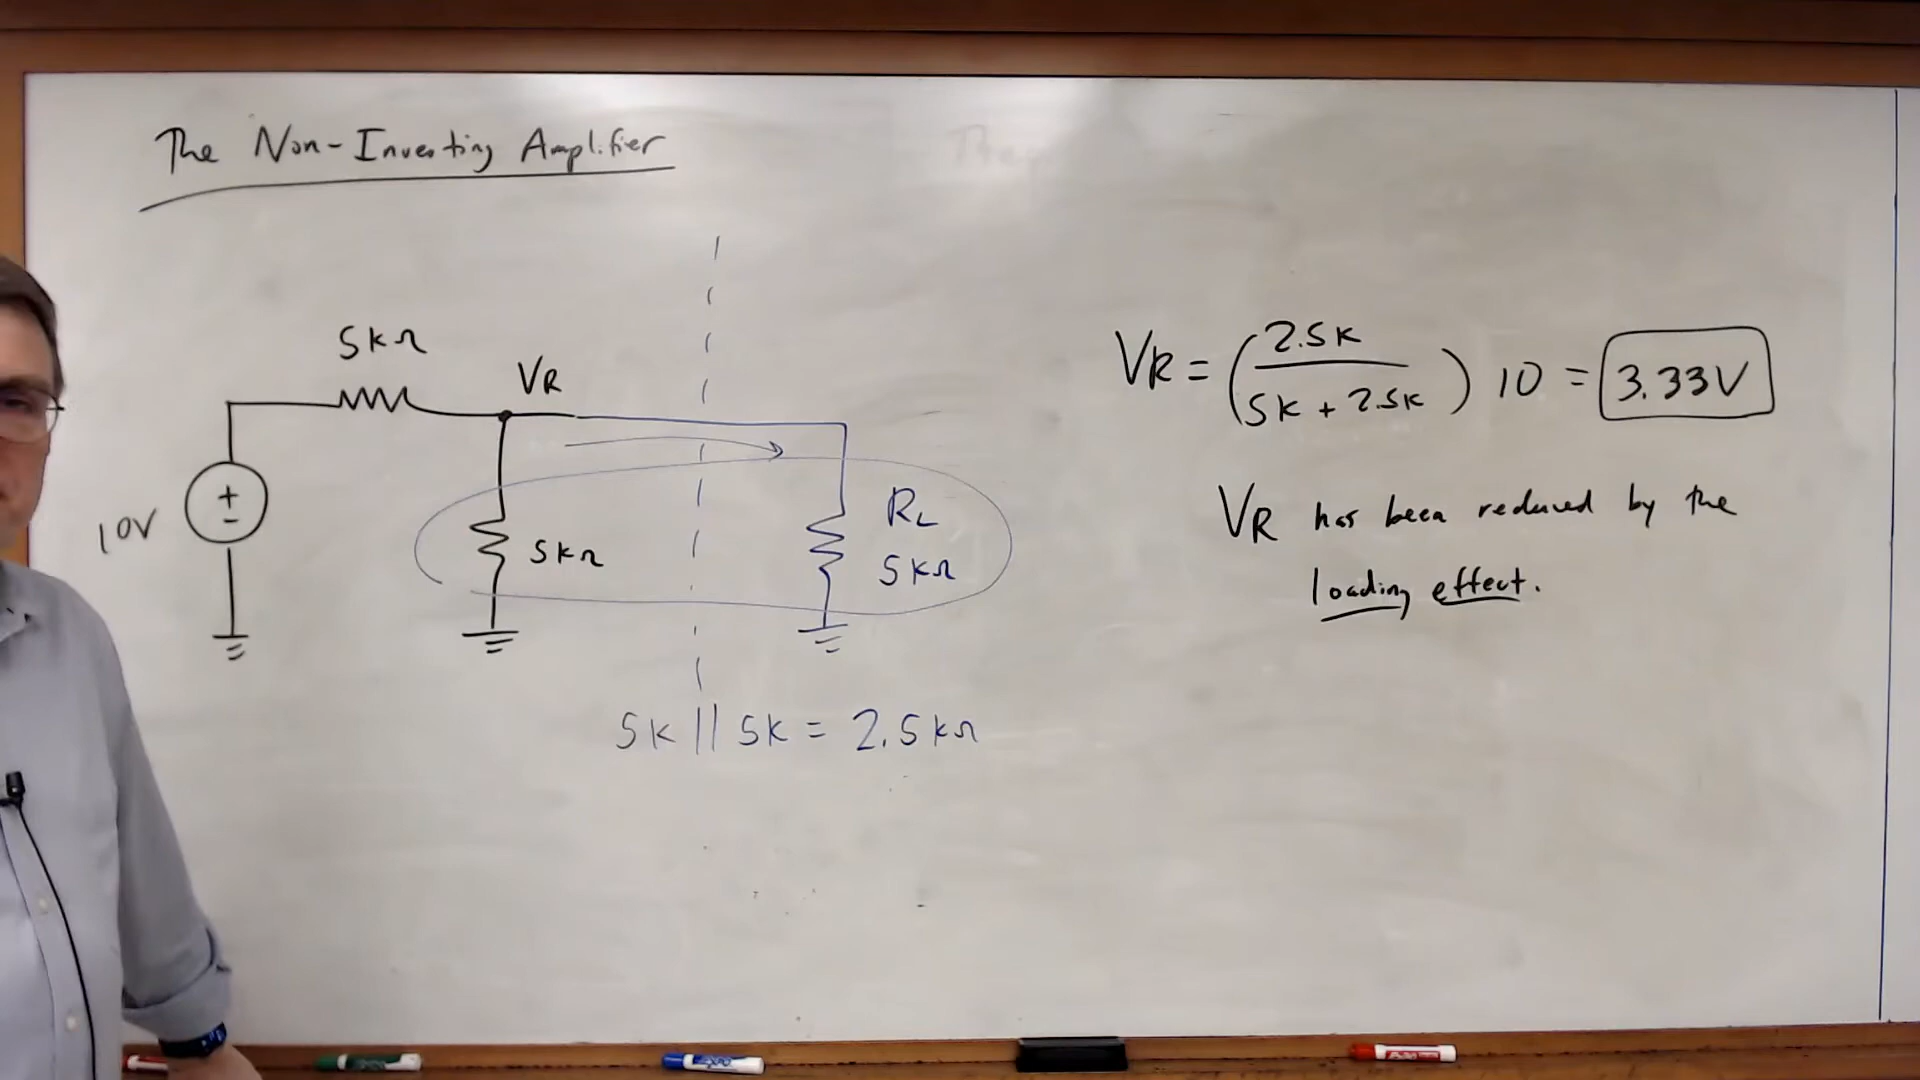 The Non-Inverting Amplifier
5kΩ
VR
10V
+
-
5kΩ
RL
5kΩ
5k || 5k = 2.5kΩ
VR = (2.5k / 5k + 2.5k) 10 = 3.33V
VR has been reduced by the
loading effect.